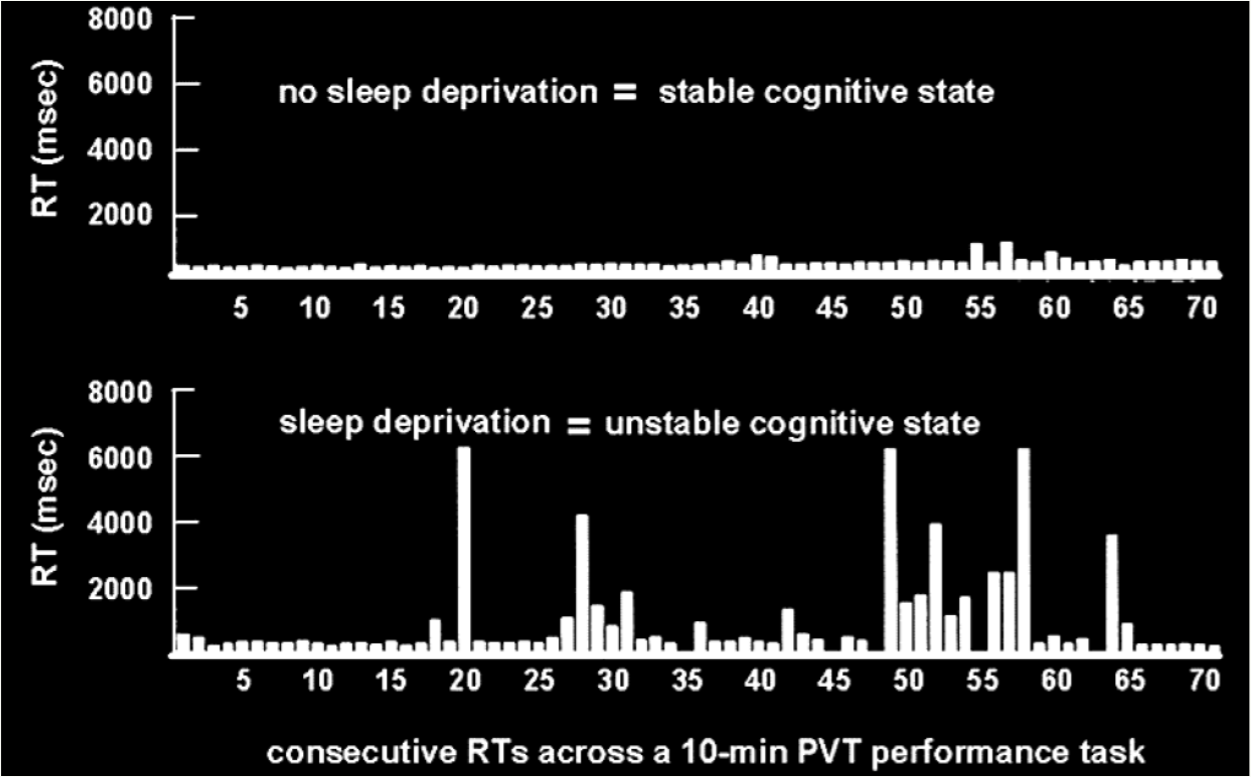 8000
6000
4000
2000
RT (msec)
no sleep deprivation = stable cognitive state
5 10 15 20 25 30 35 40 45 50 55 60 65 70
8000
6000
4000
2000
RT (msec)
sleep deprivation = unstable cognitive state
5 10 15 20 25 30 35 40 45 50 55 60 65 70
consecutive RTs across a 10-min PVT performance task